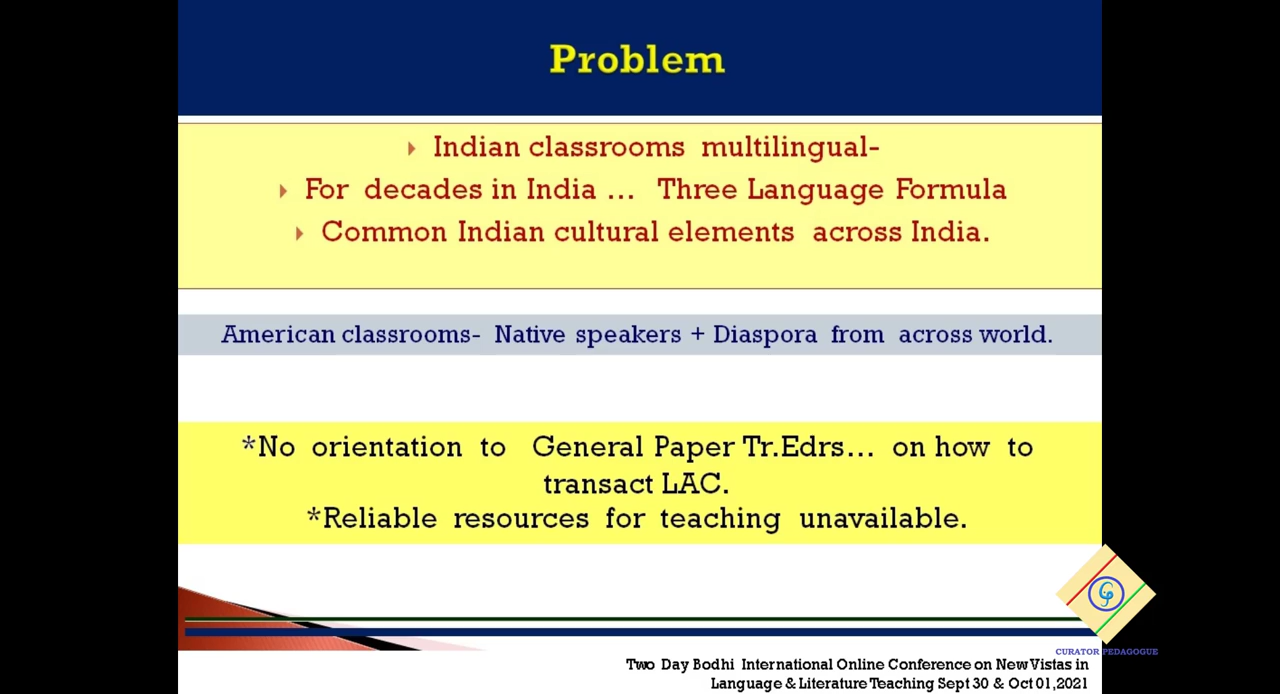 Problem
Indian classrooms multilingual-
For decades in India ... Three Language Formula
Common Indian cultural elements across India.
American classrooms- Native speakers + Diaspora from across world.
*No orientation to General Paper Tr.Edrs... on how to
transact LAC.
*Reliable resources for teaching unavailable.
CURATOR PEDAGOGUE
Two Day Bodhi International Online Conference on New Vistas in
Language & Literature Teaching Sept 30 & Oct 01,2021